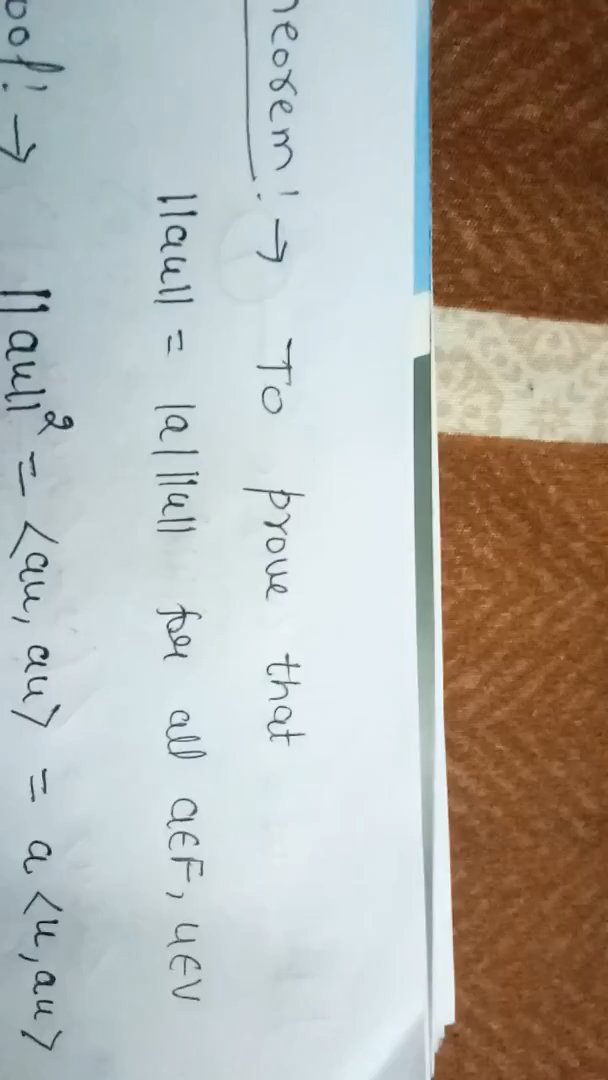 heorem! → To prove that
||au|| = |a| ||u|| for all a∈F, u∈V
oof! → ||au||² = <au, au> = a <u, au>